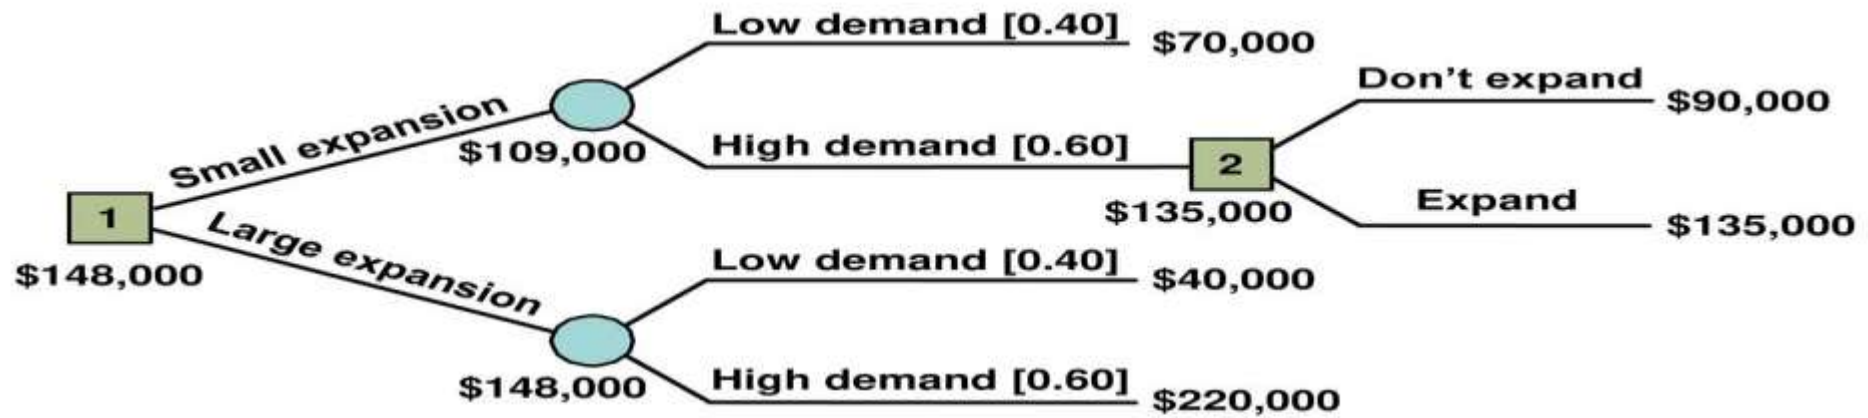 Low demand [0.40]
$70,000
Don't expand
$90,000
Small expansion
$109,000
High demand [0.60]
2
$135,000
Expand
$135,000
1
$148,000
Large expansion
Low demand [0.40]
$40,000
$148,000
High demand [0.60]
$220,000